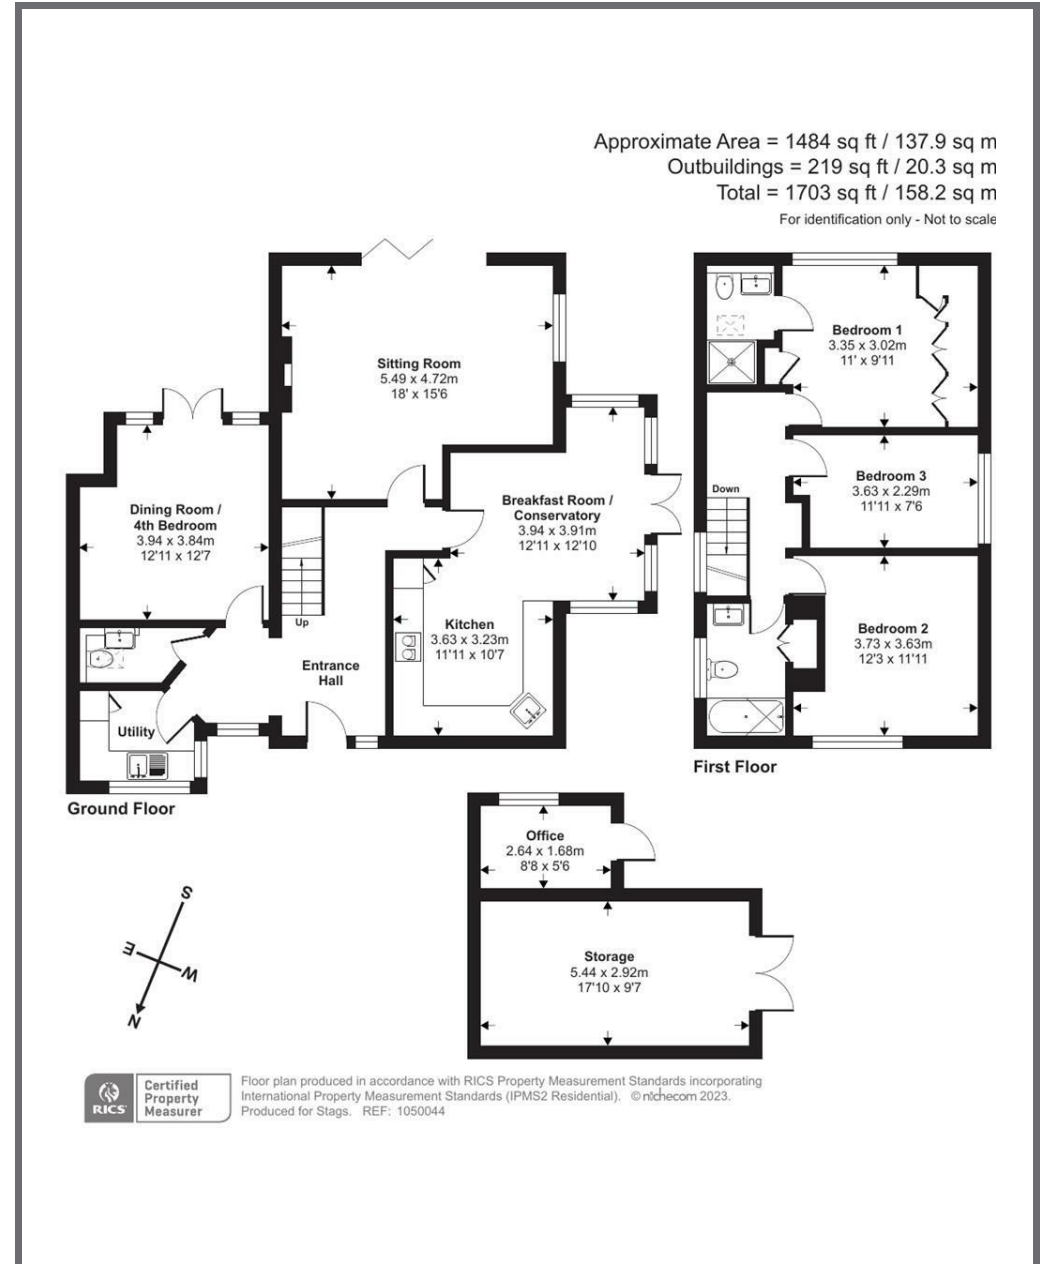 Approximate Area = 1484 sq ft / 137.9 sq m
Outbuildings = 219 sq ft / 20.3 sq m
Total = 1703 sq ft / 158.2 sq m
For identification only - Not to scale
Sitting Room
5.49 x 4.72m
18' x 15'6
Dining Room /
4th Bedroom
3.94 x 3.84m
12'11 x 12'7
Breakfast Room /
Conservatory
3.94 x 3.91m
12'11 x 12'10
Up
Kitchen
3.63 x 3.23m
11'11 x 10'7
Entrance
Hall
Utility
Ground Floor
Bedroom 1
3.35 x 3.02m
11' x 9'11
Bedroom 3
3.63 x 2.29m
11'11 x 7'6
Down
Bedroom 2
3.73 x 3.63m
12'3 x 11'11
First Floor
Office
2.64 x 1.68m
8'8 x 5'6
Storage
5.44 x 2.92m
17'10 x 9'7
S
E
W
N
RICS
Certified
Property
Measurer
Floor plan produced in accordance with RICS Property Measurement Standards incorporating
International Property Measurement Standards (IPMS2 Residential). © nichecom 2023.
Produced for Stags. REF: 1050044